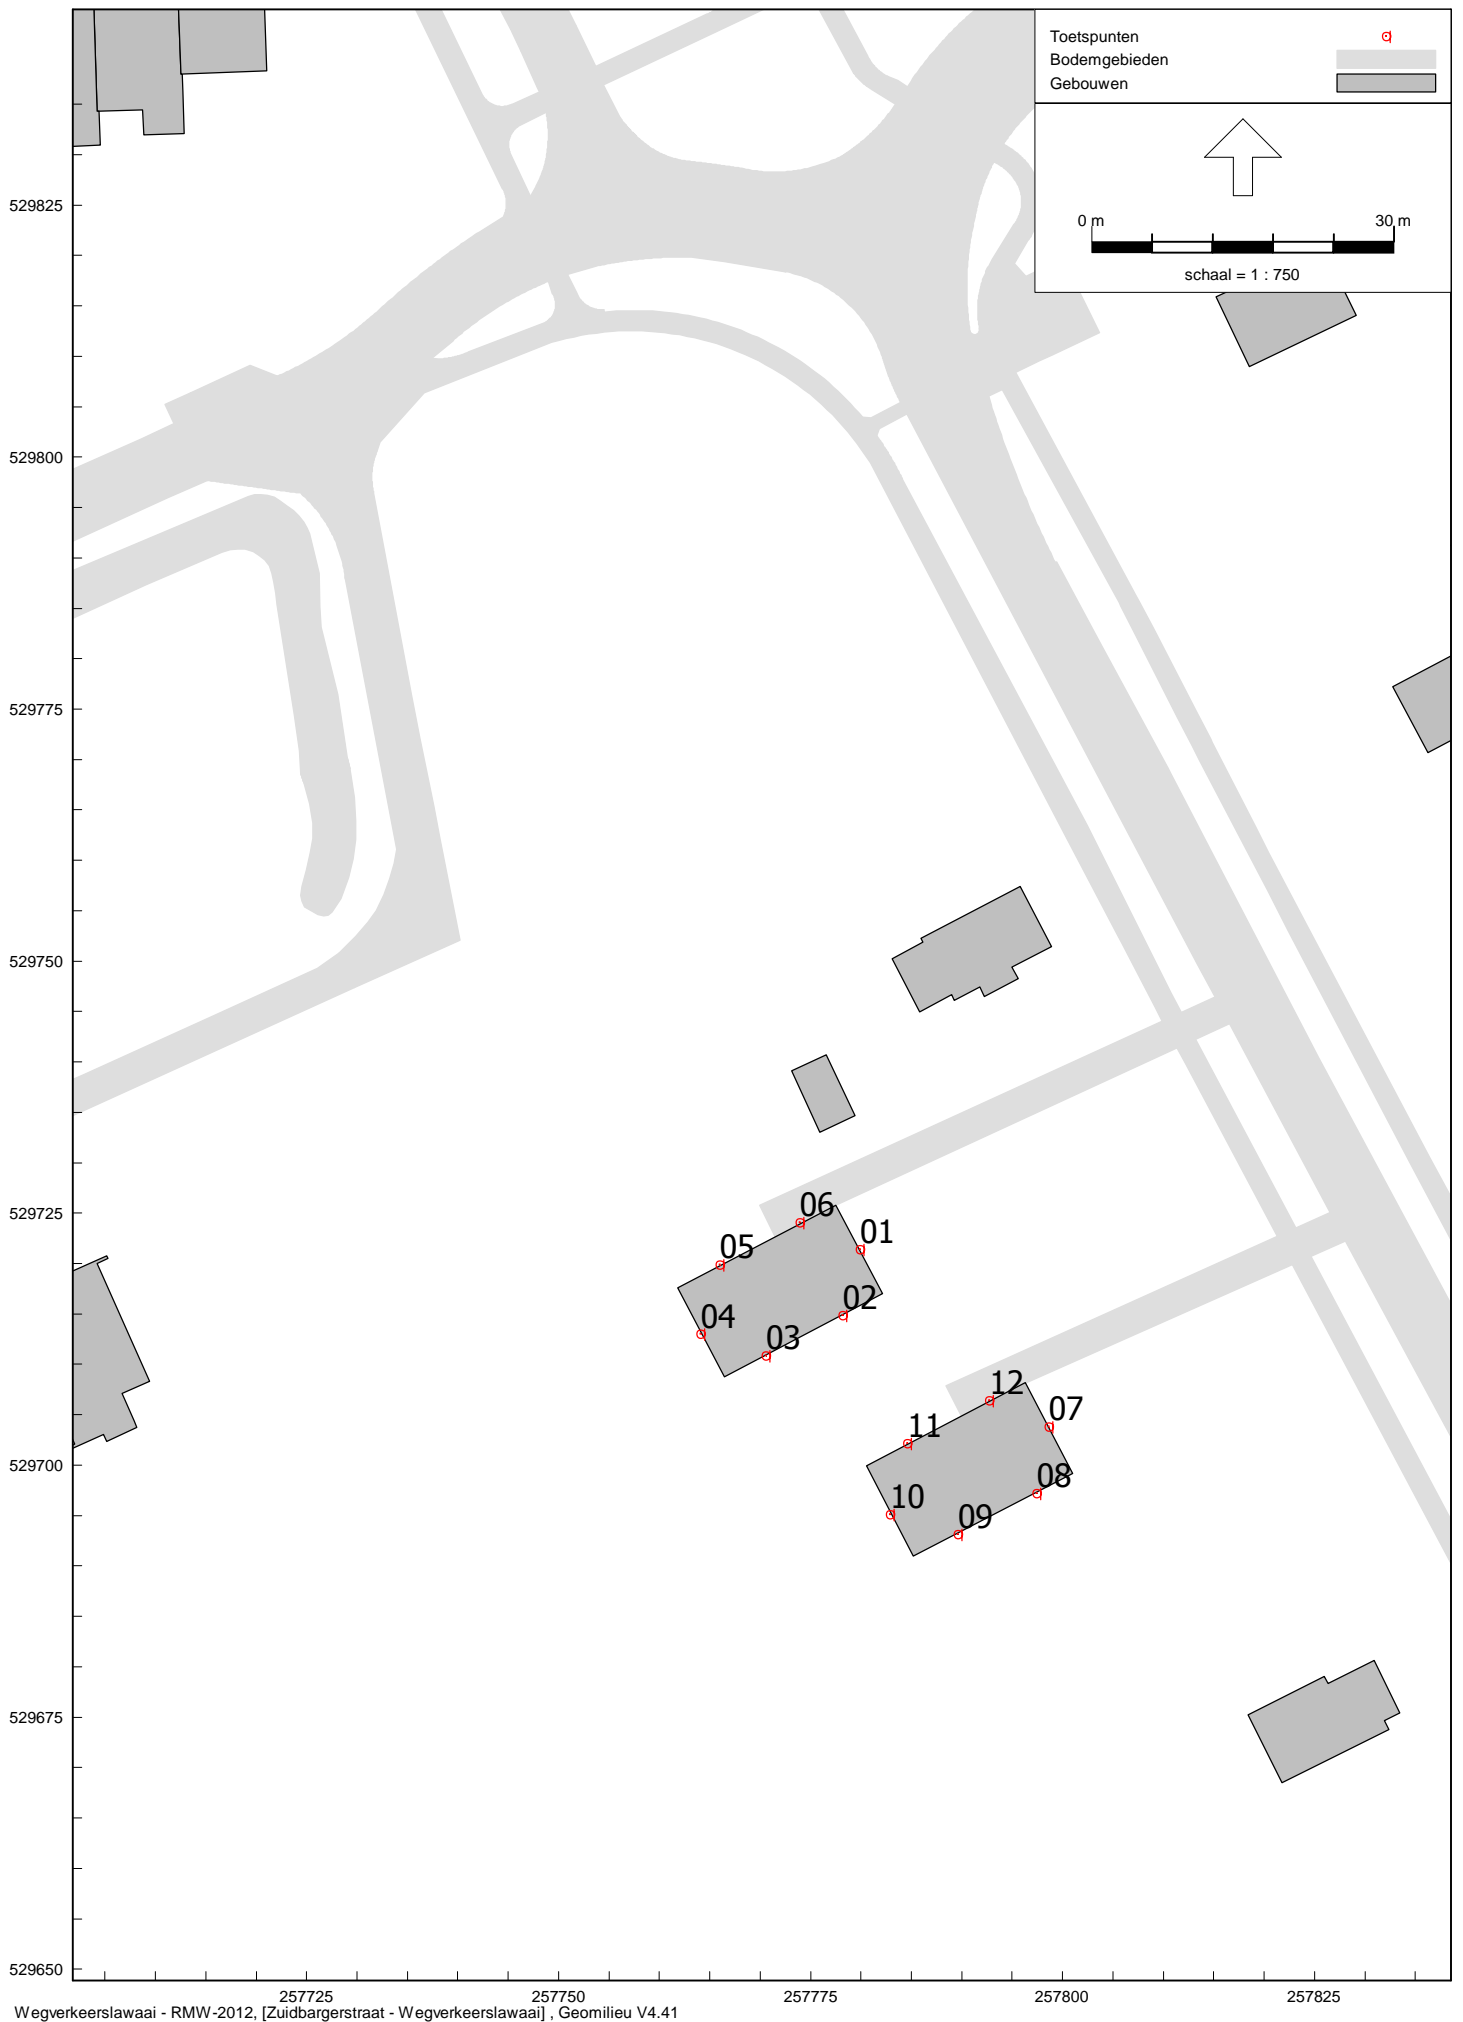 Toetspunten
Bodemgebieden
Gebouwen
0 m 30 m
schaal = 1 : 750
529825
529800
529775
529750
529725
529700
529675
529650
06
01
05
02
04
03
12
07
11
08
10
09
257725 257750 257775 257800 257825
Wegverkeerslawaai - RMW-2012, [Zuidbargerstraat - Wegverkeerslawaai] , Geomilieu V4.41